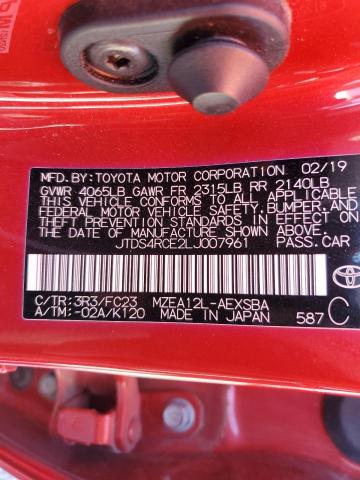 MFD.BY:TOYOTA MOTOR CORPORATION 02/19
GVWR 4065LB GAWR FR 2315LB RR 2140LB
THIS VEHICLE CONFORMS TO ALL APPLICABLE
FEDERAL MOTOR VEHICLE SAFETY, BUMPER, AND
THEFT PREVENTION STANDARDS IN EFFECT ON
THE DATE OF MANUFACTURE SHOWN ABOVE.
JTDS4RCE2LJ007961 PASS.CAR
C/TR:3R3/FC23 MZEA12L-AEXSBA
A/TM:-02A/K120 MADE IN JAPAN 587 C